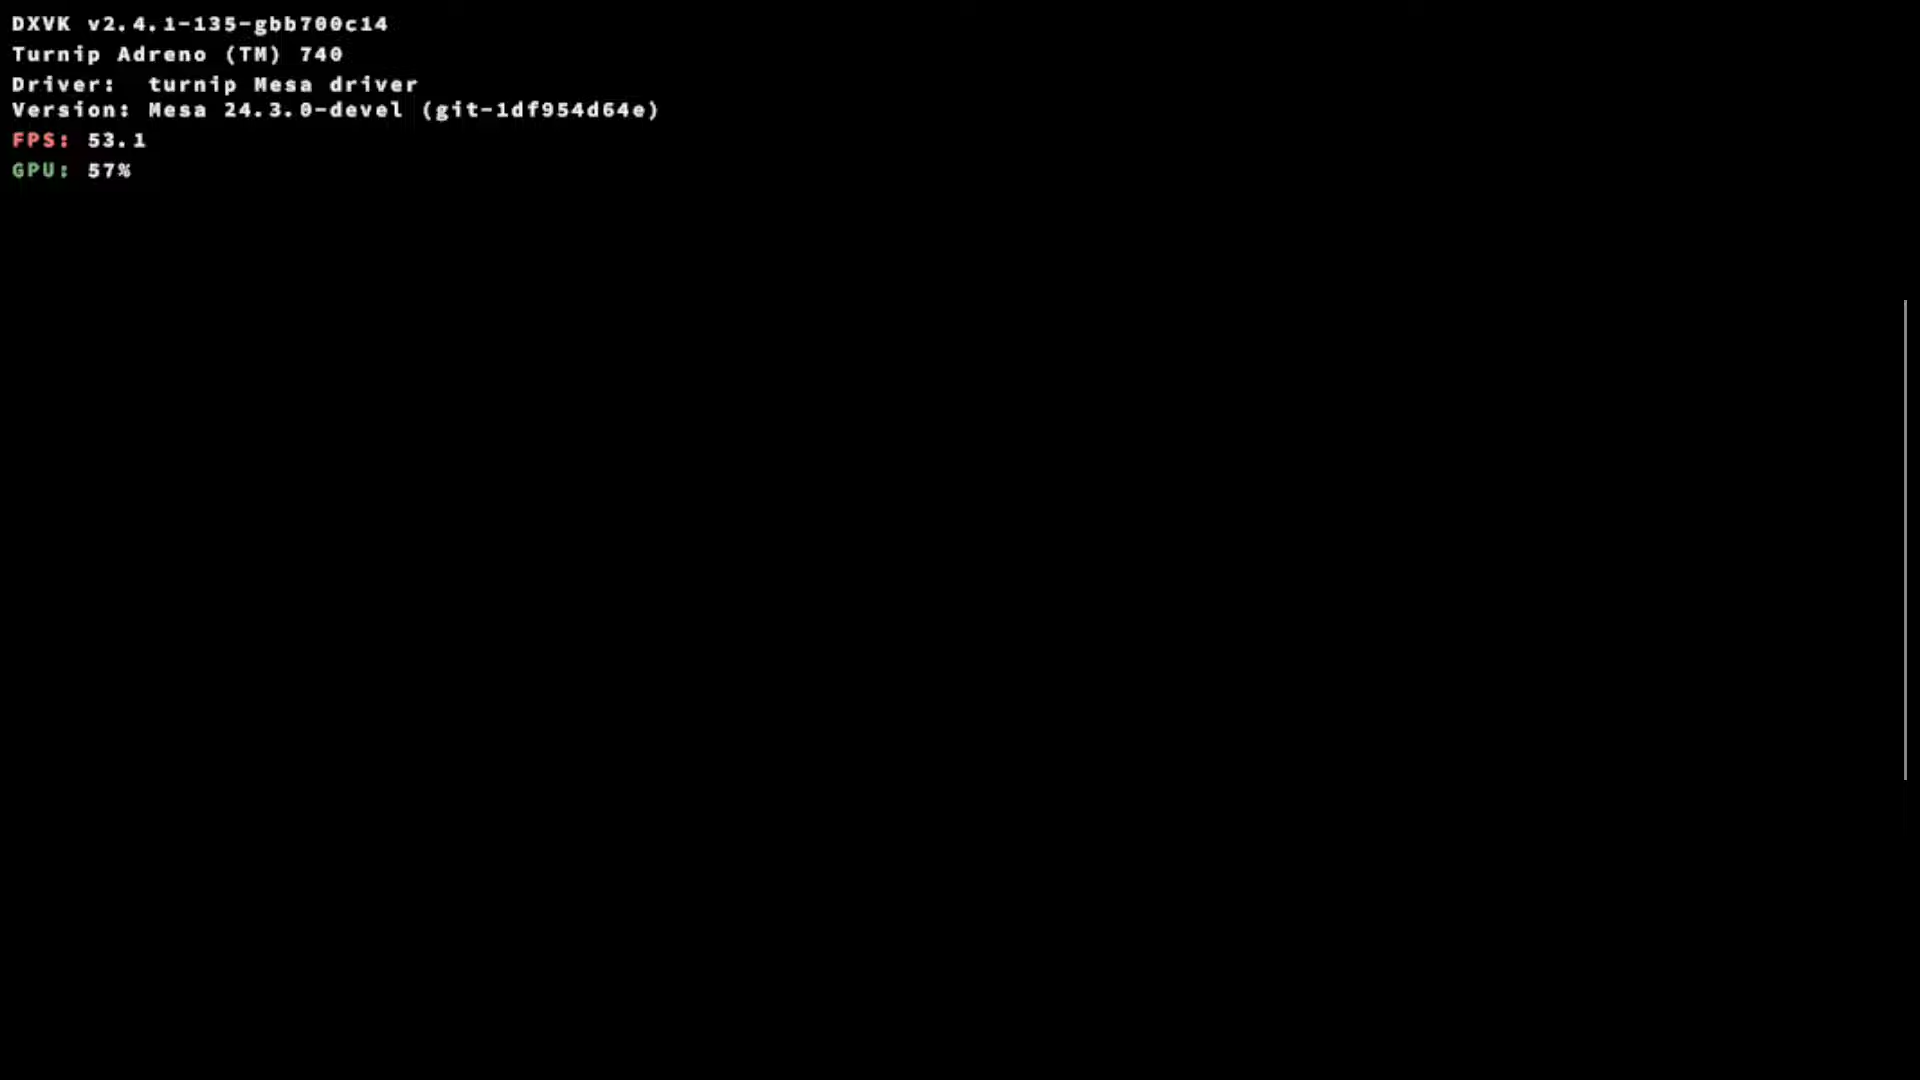 DXVK v2.4.1-135-gbb700c14
Turnip Adreno (TM) 740
Driver: turnip Mesa driver
Version: Mesa 24.3.0-devel (git-1df954d64e)
FPS: 53.1
GPU: 57%